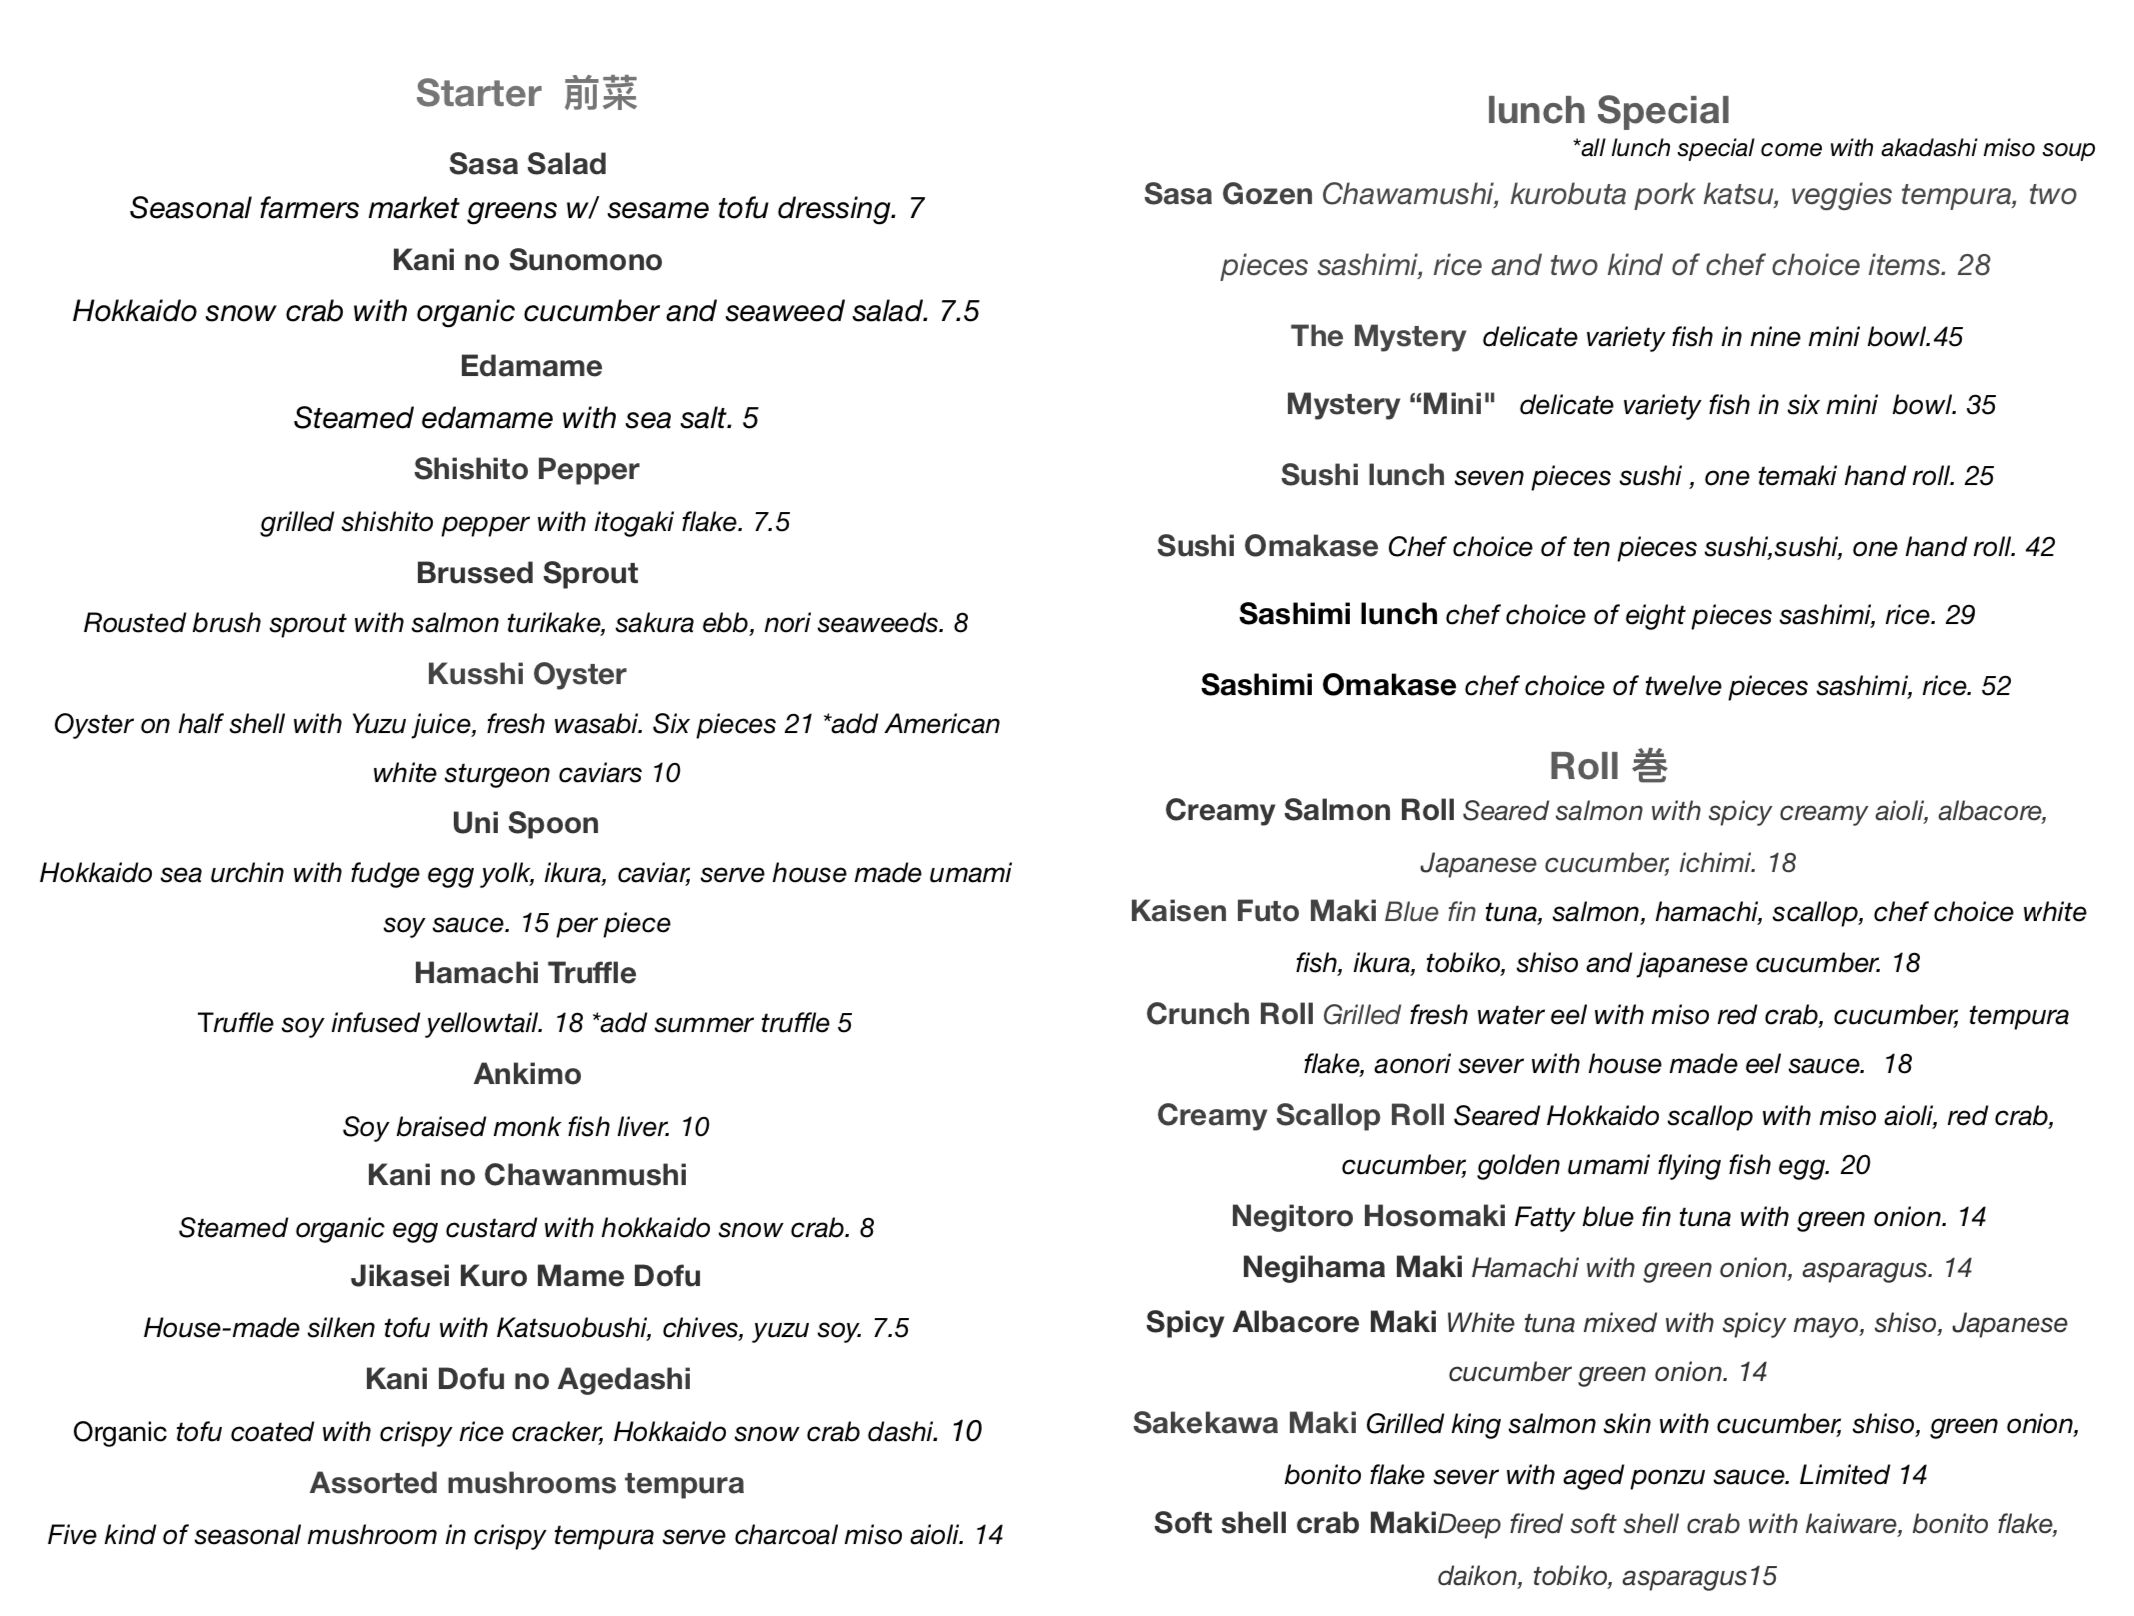 Starter 前菜
Sasa Salad
Seasonal farmers market greens w/ sesame tofu dressing. 7
Kani no Sunomono
Hokkaido snow crab with organic cucumber and seaweed salad. 7.5
Edamame
Steamed edamame with sea salt. 5
Shishito Pepper
grilled shishito pepper with itogaki flake. 7.5
Brussed Sprout
Rousted brush sprout with salmon turikake, sakura ebb, nori seaweeds. 8
Kusshi Oyster
Oyster on half shell with Yuzu juice, fresh wasabi. Six pieces 21 *add American
white sturgeon caviars 10
Uni Spoon
Hokkaido sea urchin with fudge egg yolk, ikura, caviar, serve house made umami
soy sauce. 15 per piece
Hamachi Truffle
Truffle soy infused yellowtail. 18 *add summer truffle 5
Ankimo
Soy braised monk fish liver. 10
Kani no Chawanmushi
Steamed organic egg custard with hokkaido snow crab. 8
Jikasei Kuro Mame Dofu
House-made silken tofu with Katsuobushi, chives, yuzu soy. 7.5
Kani Dofu no Agedashi
Organic tofu coated with crispy rice cracker, Hokkaido snow crab dashi. 10
Assorted mushrooms tempura
Five kind of seasonal mushroom in crispy tempura serve charcoal miso aioli. 14
lunch Special
*all lunch special come with akadashi miso soup
Sasa Gozen Chawamushi, kurobuta pork katsu, veggies tempura, two
pieces sashimi, rice and two kind of chef choice items. 28
The Mystery delicate variety fish in nine mini bowl.45
Mystery “Mini" delicate variety fish in six mini bowl. 35
Sushi lunch seven pieces sushi , one temaki hand roll. 25
Sushi Omakase Chef choice of ten pieces sushi,sushi, one hand roll. 42
Sashimi lunch chef choice of eight pieces sashimi, rice. 29
Sashimi Omakase chef choice of twelve pieces sashimi, rice. 52
Roll 巻
Creamy Salmon Roll Seared salmon with spicy creamy aioli, albacore,
Japanese cucumber, ichimi. 18
Kaisen Futo Maki Blue fin tuna, salmon, hamachi, scallop, chef choice white
fish, ikura, tobiko, shiso and japanese cucumber. 18
Crunch Roll Grilled fresh water eel with miso red crab, cucumber, tempura
flake, aonori sever with house made eel sauce. 18
Creamy Scallop Roll Seared Hokkaido scallop with miso aioli, red crab,
cucumber, golden umami flying fish egg. 20
Negitoro Hosomaki Fatty blue fin tuna with green onion. 14
Negihama Maki Hamachi with green onion, asparagus. 14
Spicy Albacore Maki White tuna mixed with spicy mayo, shiso, Japanese
cucumber green onion. 14
Sakekawa Maki Grilled king salmon skin with cucumber, shiso, green onion,
bonito flake sever with aged ponzu sauce. Limited 14
Soft shell crab MakiDeep fired soft shell crab with kaiware, bonito flake,
daikon, tobiko, asparagus15